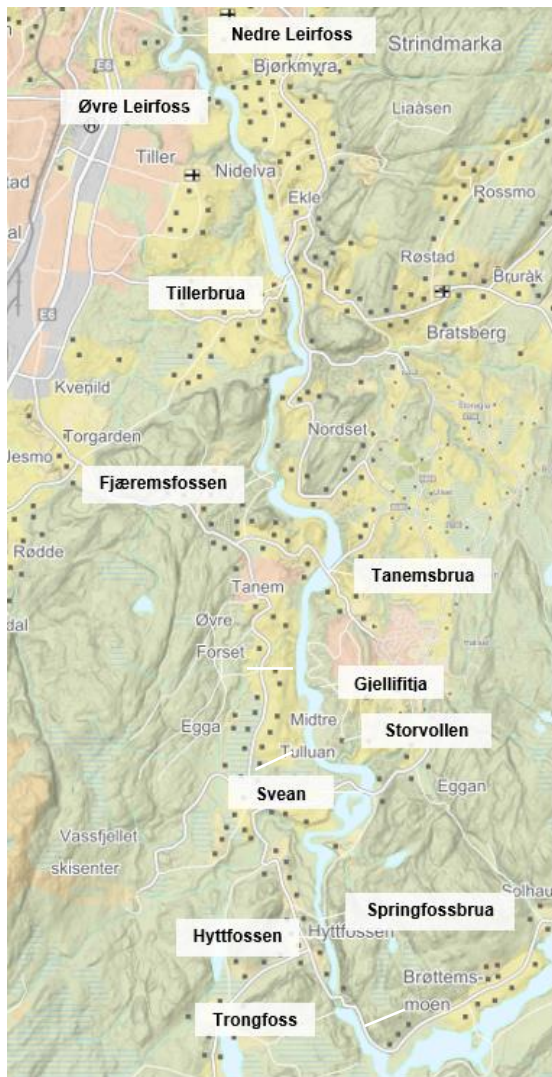 Nedre Leirfoss
Strindmarka
Bjørkmyra
E6
Øvre Leirfoss
Liaåsen
H
Tiller
Nidelva
Rossmo
Ekle
Røstad
Bruråk
Tillerbrua
E6
Bratsberg
Kvenild
Nordset
Torgarden
Fjæremsfossen
Rødde
Tanem
Tanemsbrua
Øvre
Forset
Gjellifitja
Egga
Midtre
Storvollen
Tulluan
Svean
Eggan
Vassfjellet
skisenter
Solhau
Springfossbrua
Hyttfossen
Hyttfossen
Brøttems-
moen
Trongfoss